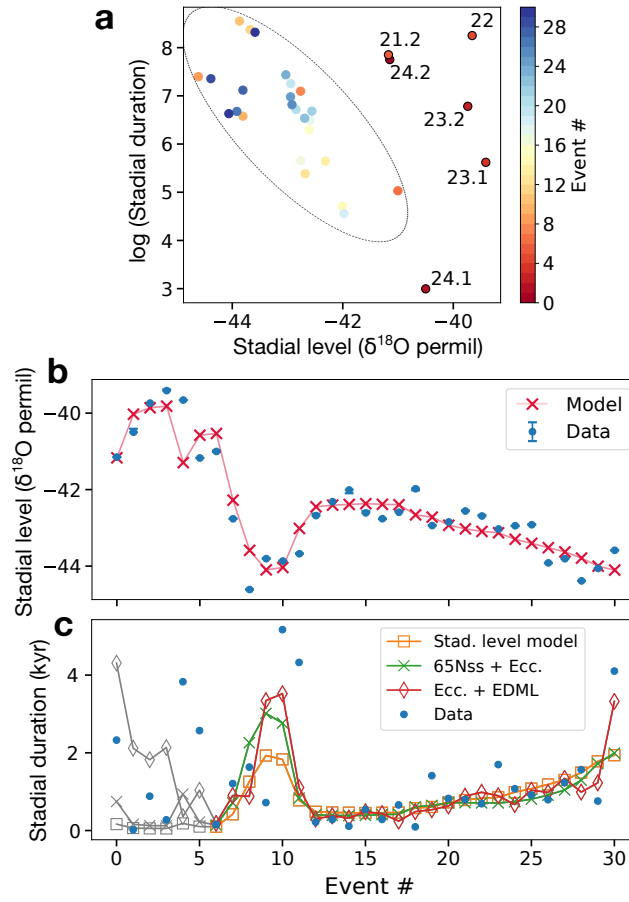 a
22
21.2
24.2
23.2
23.1
24.1
8
7
6
5
4
3
log (Stadial duration)
−44
−42
−40
Stadial level (δ¹⁸O permil)
28
24
20
16
12
8
4
0
Event #
b
−40
−42
−44
Stadial level (δ¹⁸O permil)
Model
Data
c
4
2
0
Stadial duration (kyr)
Stad. level model
65Nss + Ecc.
Ecc. + EDML
Data
0
5
10
15
20
25
30
Event #